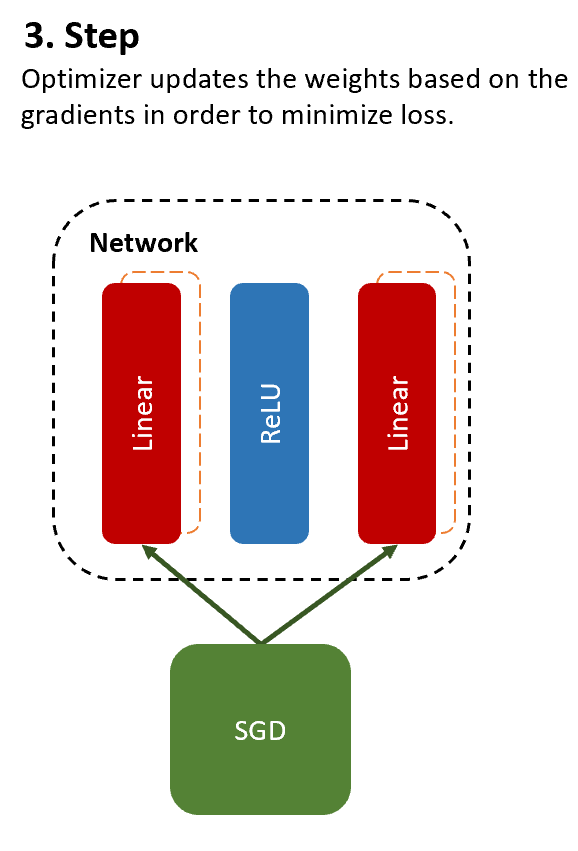 3. Step
Optimizer updates the weights based on the
gradients in order to minimize loss.
Network
Linear
ReLU
Linear
SGD